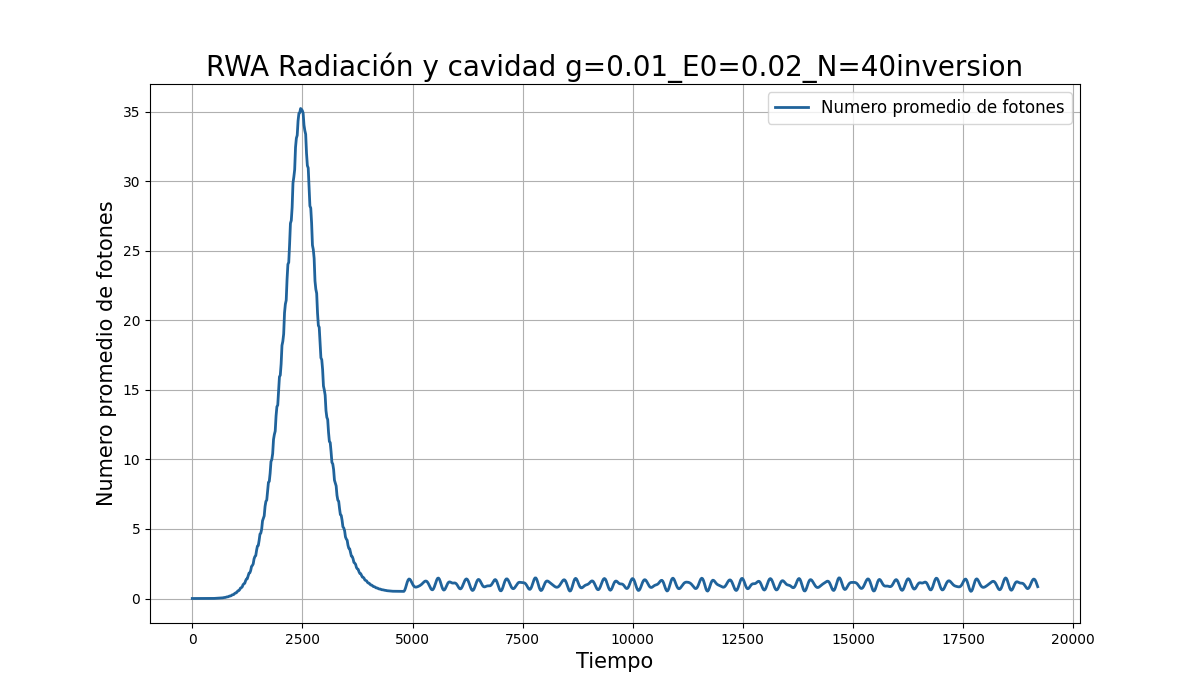 RWA Radiación y cavidad g=0.01_E0=0.02_N=40inversion
Numero promedio de fotones
Numero promedio de fotones
35
30
25
20
15
10
5
0
0 2500 5000 7500 10000 12500 15000 17500 20000
Tiempo